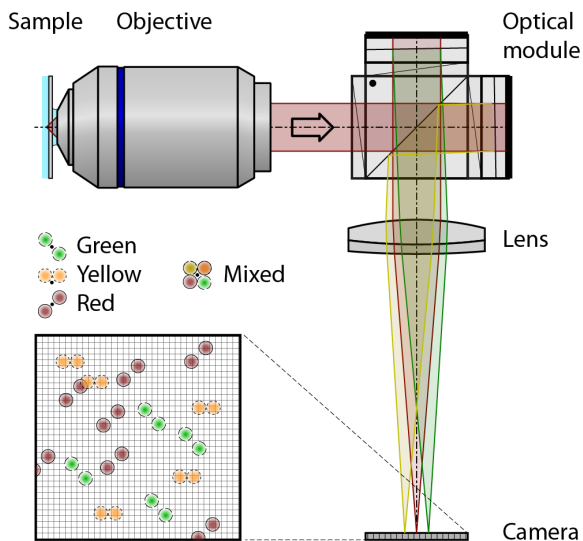 Sample
Objective
Optical
module
Green
Yellow
Red
Mixed
Lens
Camera